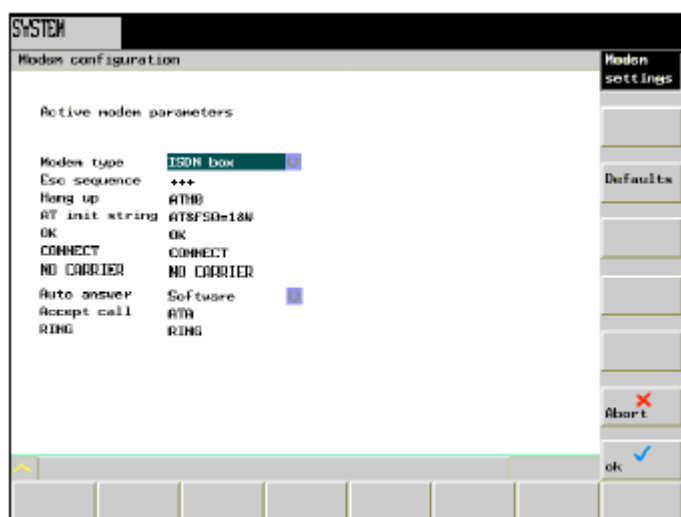 SYSTEM
Modem configuration
Modem settings
Active modem parameters
Modem type ISDN box
Esc sequence +++
Hang up ATH0
AT init string AT&FS0=1&W
OK OK
CONNECT CONNECT
NO CARRIER NO CARRIER
Auto answer Software
Accept call ATA
RING RING
Defaults
Abort
ok